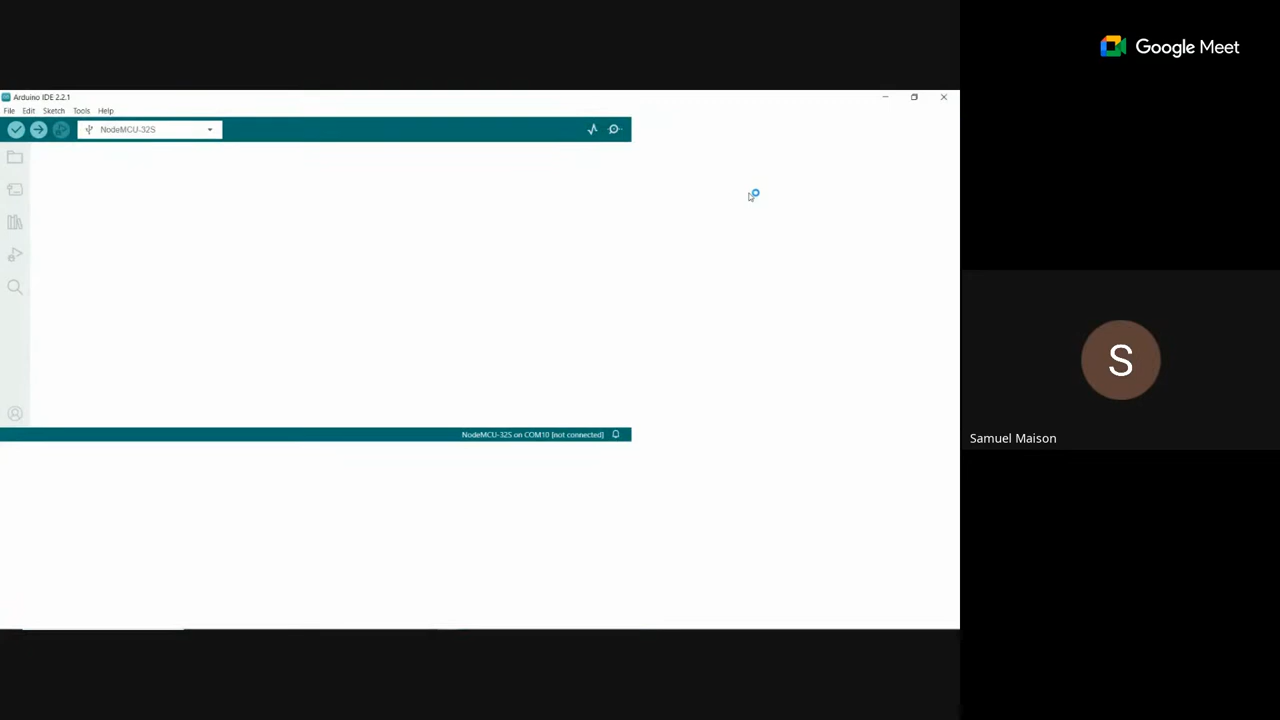 Google Meet
Arduino IDE 2.2.1
File Edit Sketch Tools Help
NodeMCU-32S
S
Samuel Maison
NodeMCU-32S on COM10 [not connected]